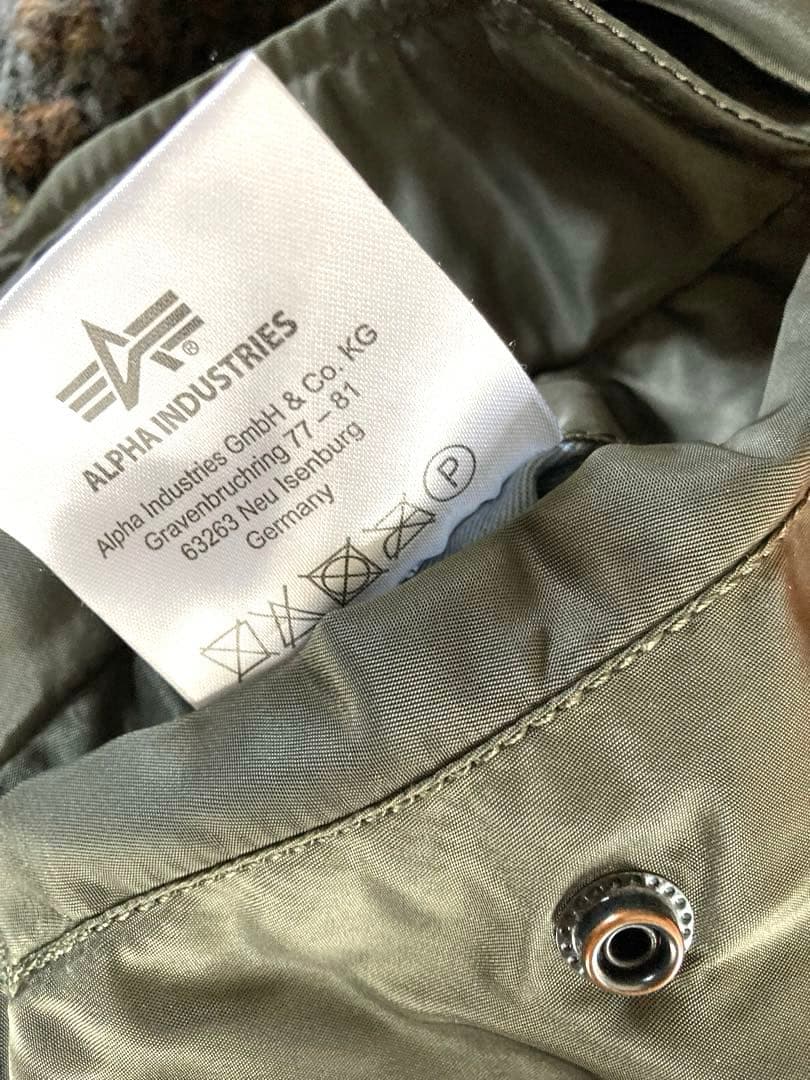 ALPHA INDUSTRIES
Alpha Industries GmbH & Co. KG
Gravenbruchring 77 – 81
63263 Neu Isenburg
Germany
P